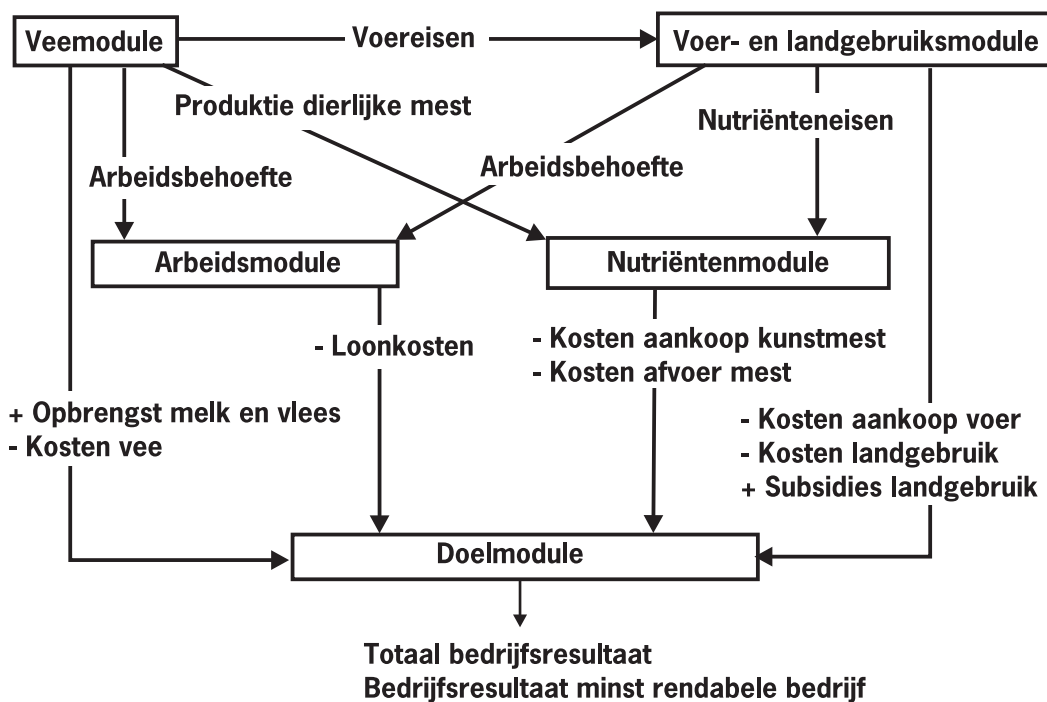 Veemodule
Voereisen
Voer- en landgebruiksmodule
Produktie dierlijke mest
Nutriënteneisen
Arbeidsbehoefte
Arbeidsbehoefte
Arbeidsmodule
Nutriëntenmodule
- Loonkosten
- Kosten aankoop kunstmest
- Kosten afvoer mest
+ Opbrengst melk en vlees
- Kosten vee
- Kosten aankoop voer
- Kosten landgebruik
+ Subsidies landgebruik
Doelmodule
Totaal bedrijfsresultaat
Bedrijfsresultaat minst rendabele bedrijf